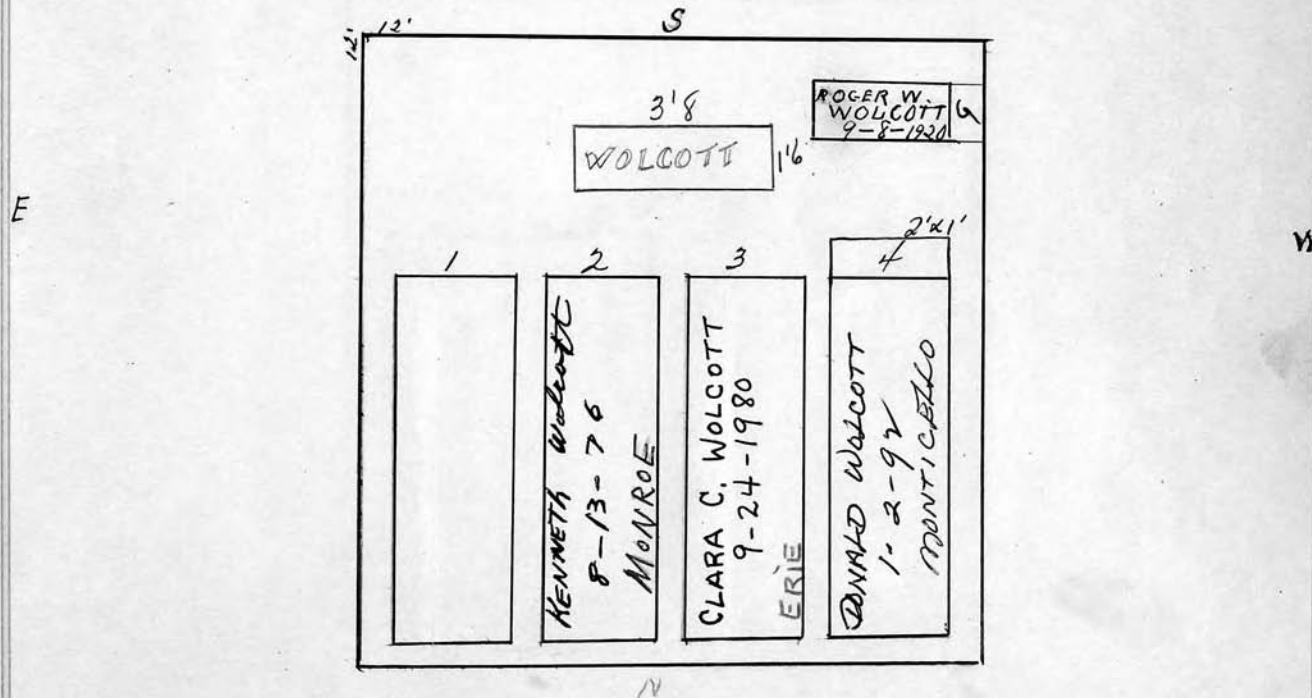 S
12'
12'
3'8
WOLCOTT
1'6
ROGER W.
WOLCOTT
9-8-1920
G
E
W
1
2
3
2'x1'
4
KENNETH Wolcott
8-13-76
MONROE
CLARA C. WOLCOTT
9-24-1980
ERIE
DONALD WOLCOTT
1-2-92
MONTICELLO
N